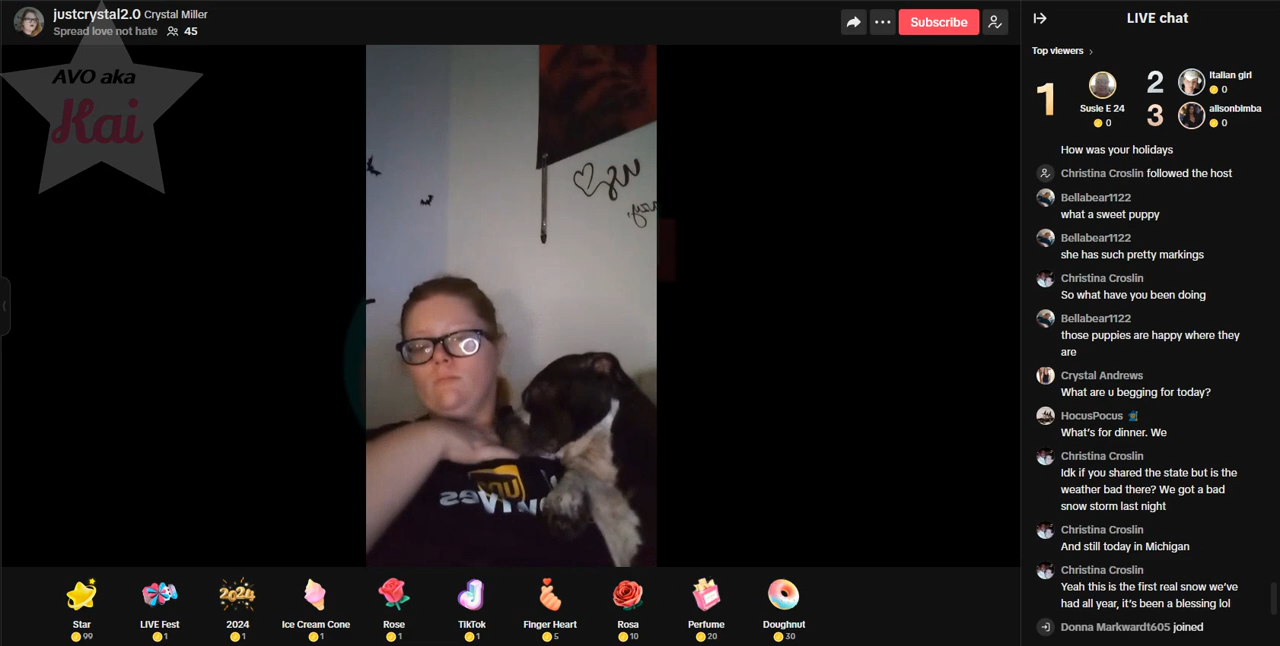 justcrystal2.0 Crystal Miller
Spread love not hate 45
Subscribe
LIVE chat
AVO aka
Kai
Top viewers
1
Susie E 24
0
2
Italian girl
0
3
alisonbimba
0
How was your holidays
Christina Croslin followed the host
Bellabear1122
what a sweet puppy
Bellabear1122
she has such pretty markings
Christina Croslin
So what have you been doing
Bellabear1122
those puppies are happy where they
are
Crystal Andrews
What are u begging for today?
HocusPocus
What's for dinner. We
Christina Croslin
Idk if you shared the state but is the
weather bad there? We got a bad
snow storm last night
Christina Croslin
And still today in Michigan
Christina Croslin
Yeah this is the first real snow we've
had all year, it's been a blessing lol
Donna Markwardt605 joined
us
ups
2024
Star
99
LIVE Fest
1
2024
1
Ice Cream Cone
1
Rose
1
TikTok
1
Finger Heart
5
Rosa
10
Perfume
20
Doughnut
30